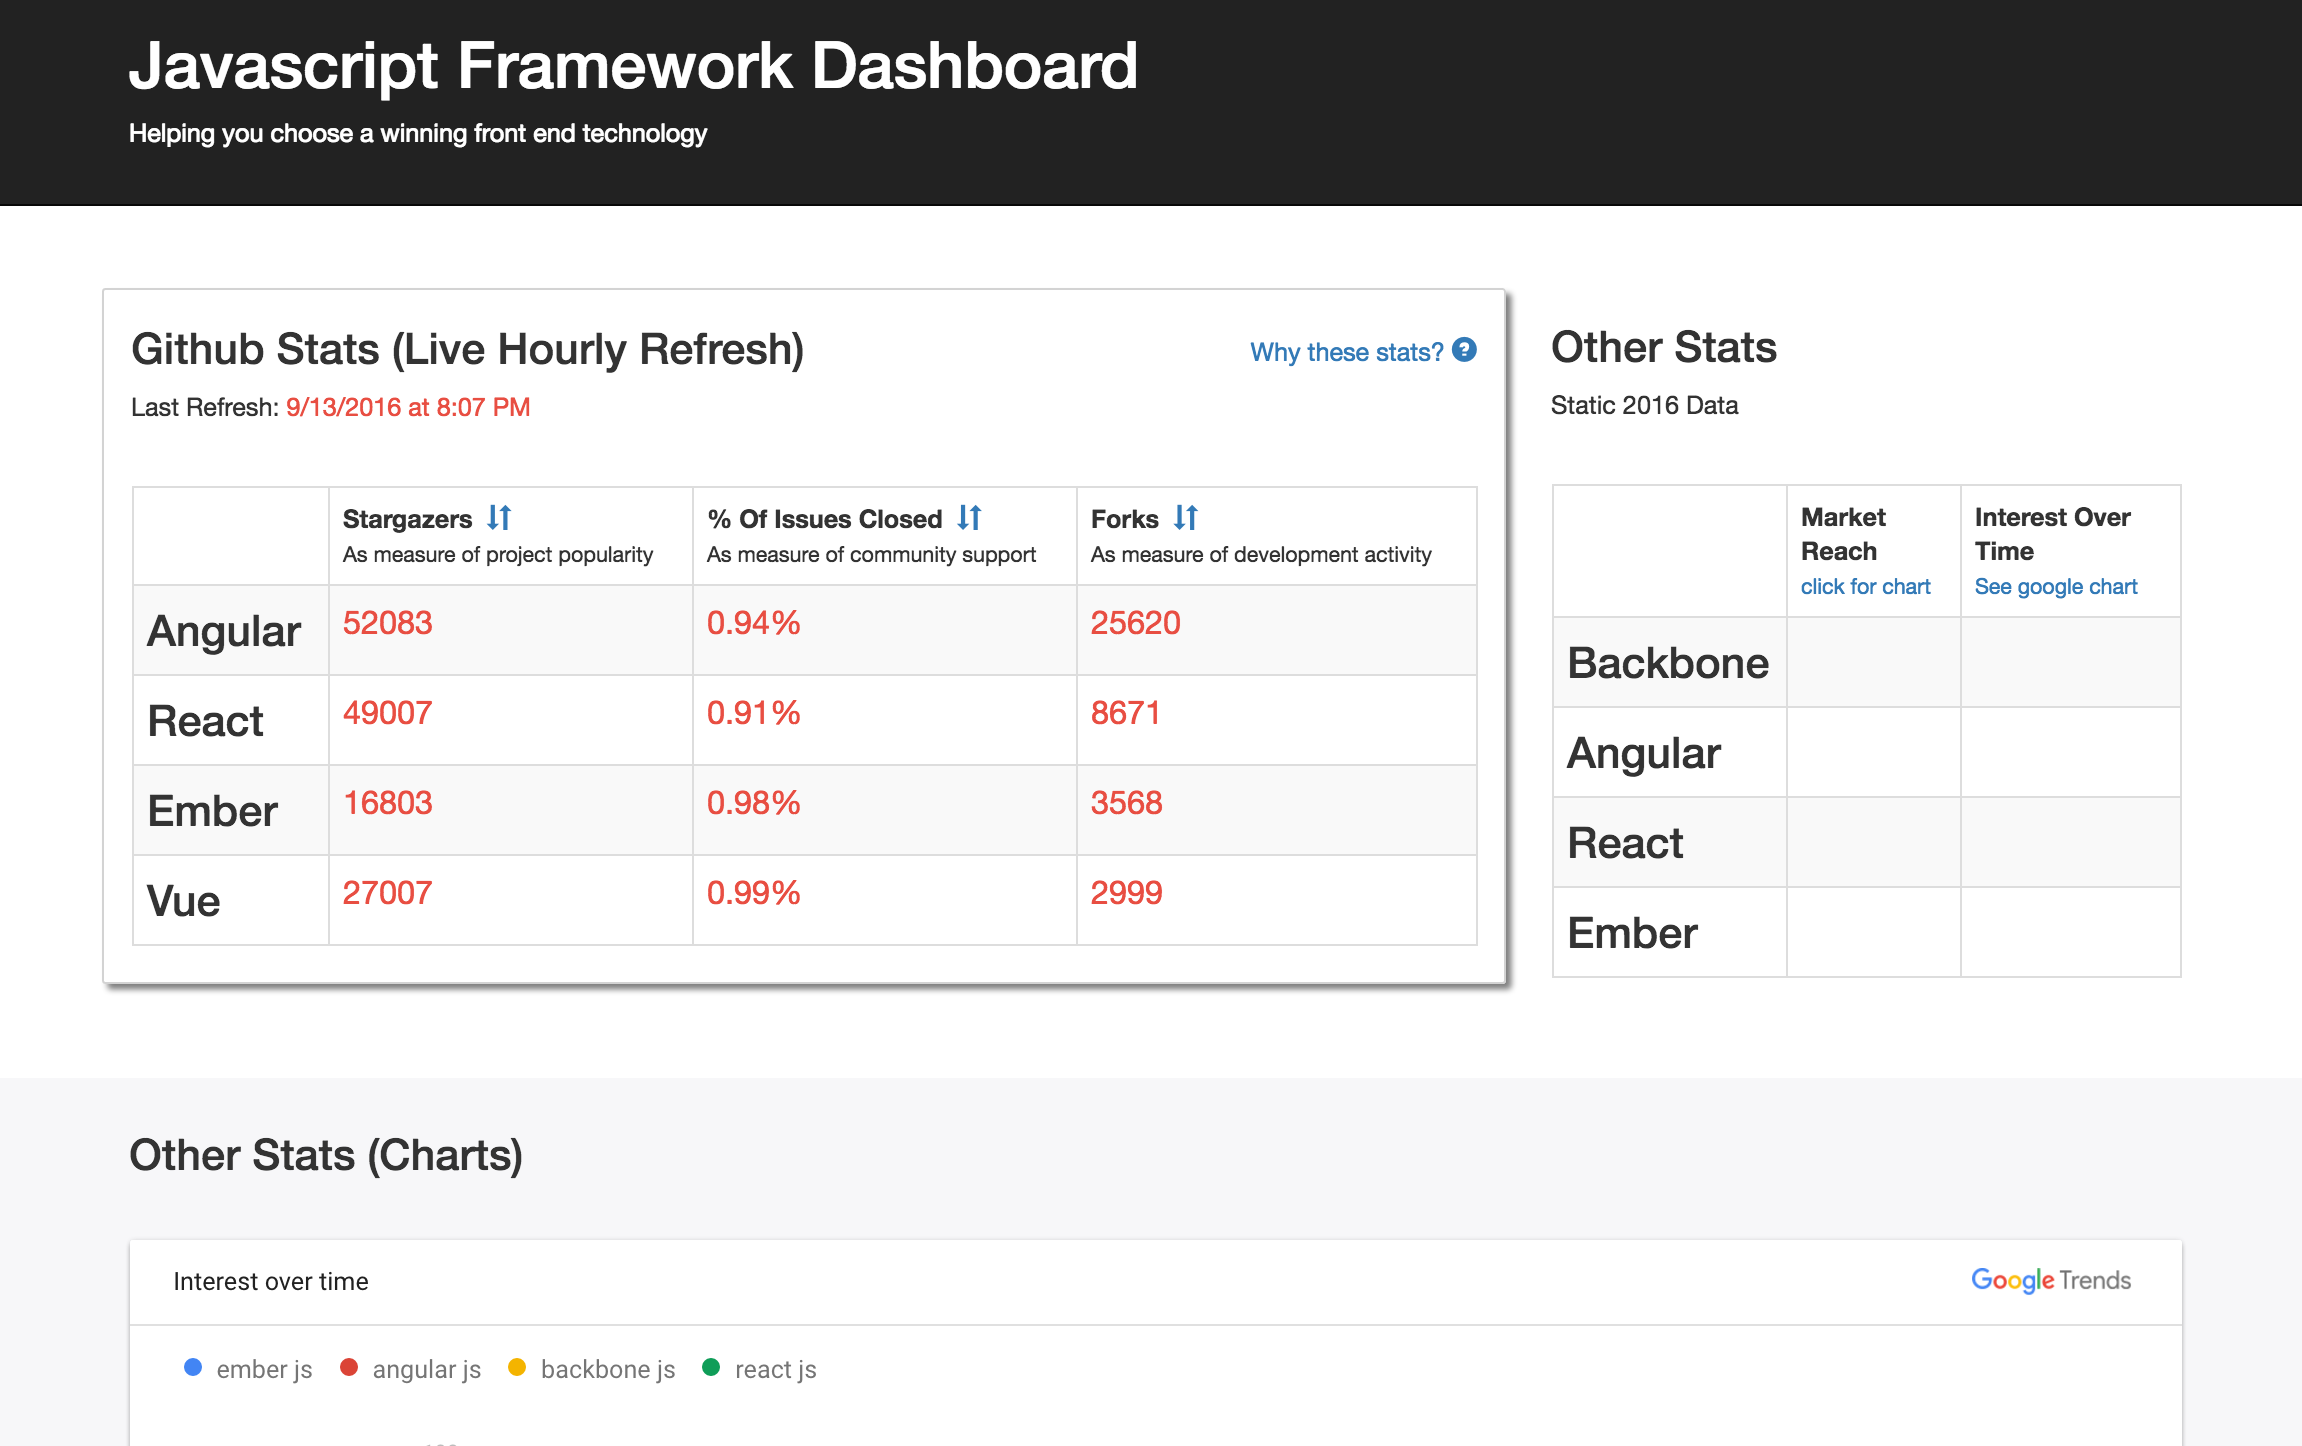 Javascript Framework Dashboard
Helping you choose a winning front end technology
Github Stats (Live Hourly Refresh)
Why these stats?
Last Refresh: 9/13/2016 at 8:07 PM
Stargazers
As measure of project popularity
% Of Issues Closed
As measure of community support
Forks
As measure of development activity
Angular 52083 0.94% 25620
React 49007 0.91% 8671
Ember 16803 0.98% 3568
Vue 27007 0.99% 2999
Other Stats
Static 2016 Data
Market
Reach
click for chart
Interest Over
Time
See google chart
Backbone
Angular
React
Ember
Other Stats (Charts)
Interest over time
Google Trends
ember js angular js backbone js react js